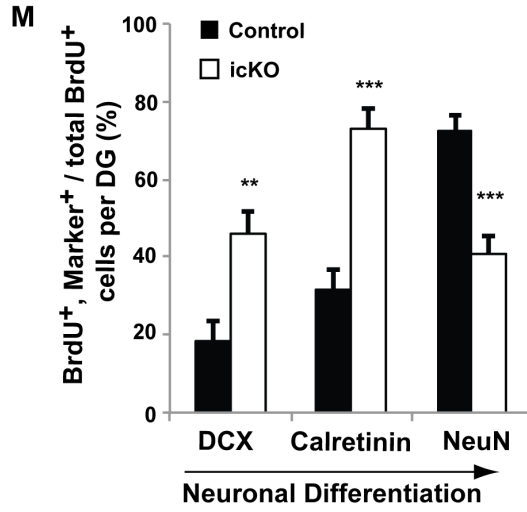 M
BrdU+, Marker+ / total BrdU+
cells per DG (%)
100
80
60
40
20
0
Control
icKO
**
***
***
DCX Calretinin NeuN
Neuronal Differentiation